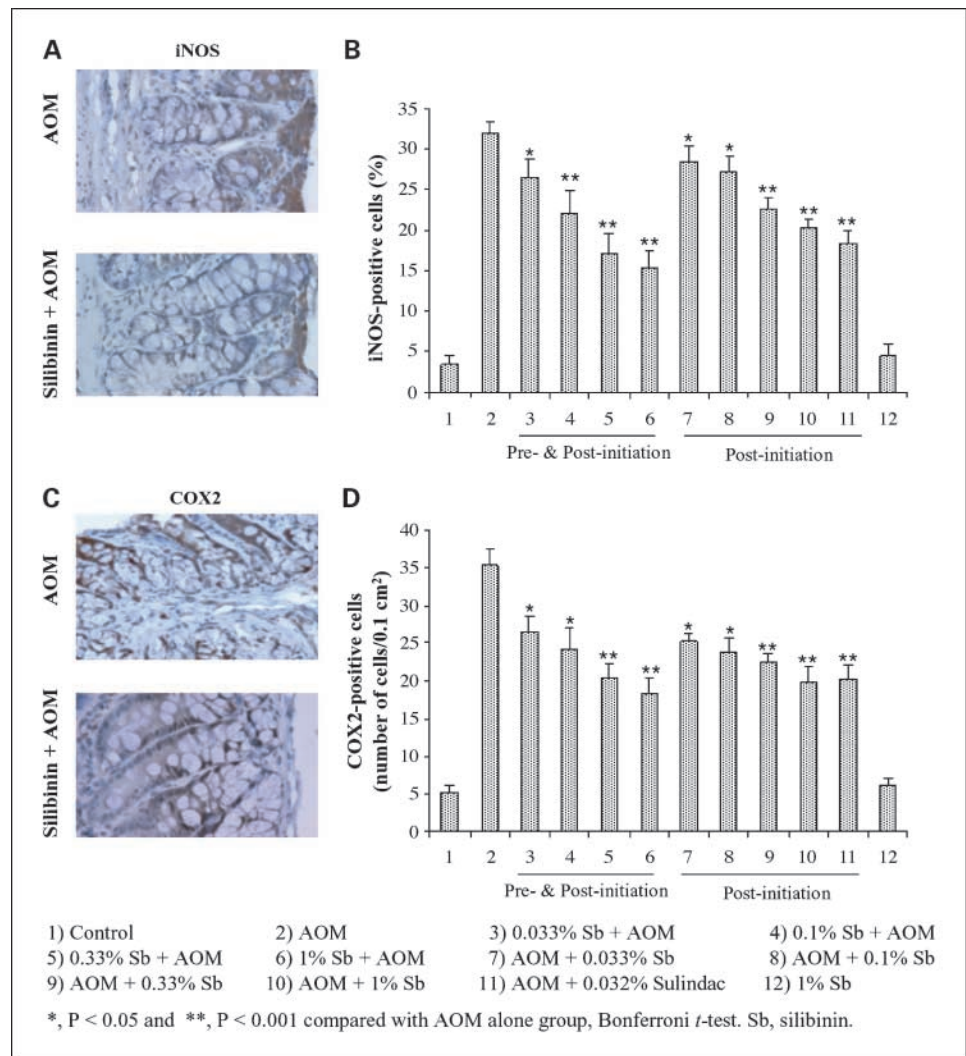 A
iNOS
AOM
Silibinin + AOM
B
iNOS-positive cells (%)
35
30
25
20
15
10
5
0
*
**
**
**
*
*
**
**
**
1 2 3 4 5 6 7 8 9 10 11 12
Pre- & Post-initiation
Post-initiation
C
COX2
AOM
Silibinin + AOM
D
COX2-positive cells
(number of cells/0.1 cm²)
40
35
30
25
20
15
10
5
0
*
*
**
**
*
*
**
**
**
1 2 3 4 5 6 7 8 9 10 11 12
Pre- & Post-initiation
Post-initiation
1) Control 2) AOM 3) 0.033% Sb + AOM 4) 0.1% Sb + AOM
5) 0.33% Sb + AOM 6) 1% Sb + AOM 7) AOM + 0.033% Sb 8) AOM + 0.1% Sb
9) AOM + 0.33% Sb 10) AOM + 1% Sb 11) AOM + 0.032% Sulindac 12) 1% Sb
*, P < 0.05 and **, P < 0.001 compared with AOM alone group, Bonferroni t-test. Sb, silibinin.